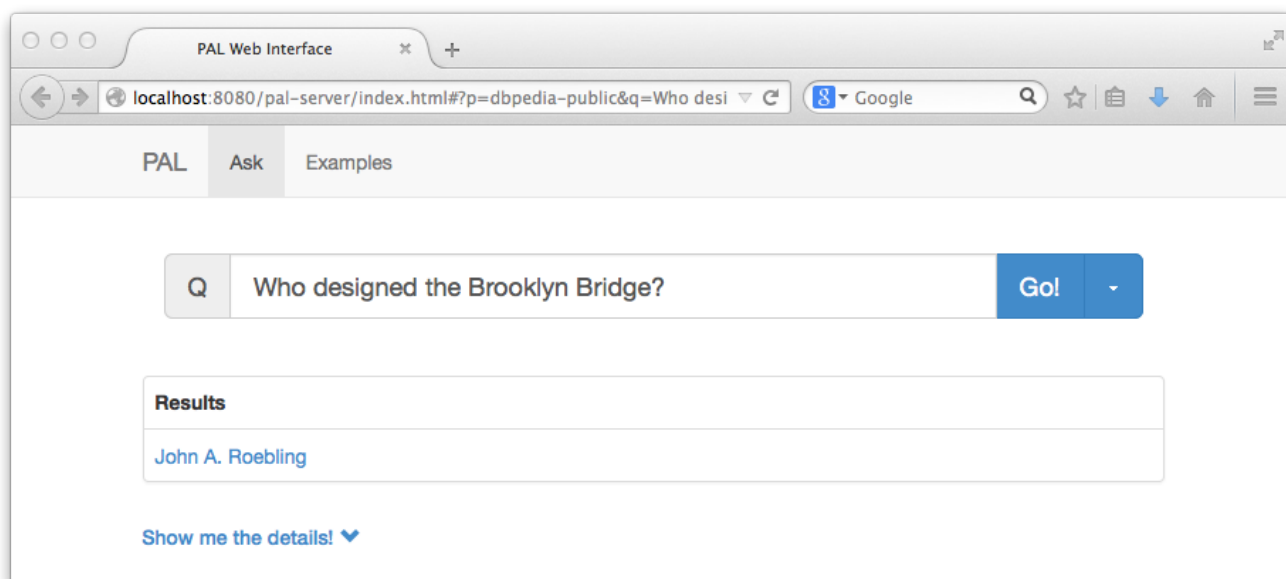 PAL Web Interface
localhost:8080/pal-server/index.html#?p=dbpedia-public&q=Who desi
8 Google
PAL Ask Examples
Q Who designed the Brooklyn Bridge? Go!
Results
John A. Roebling
Show me the details!